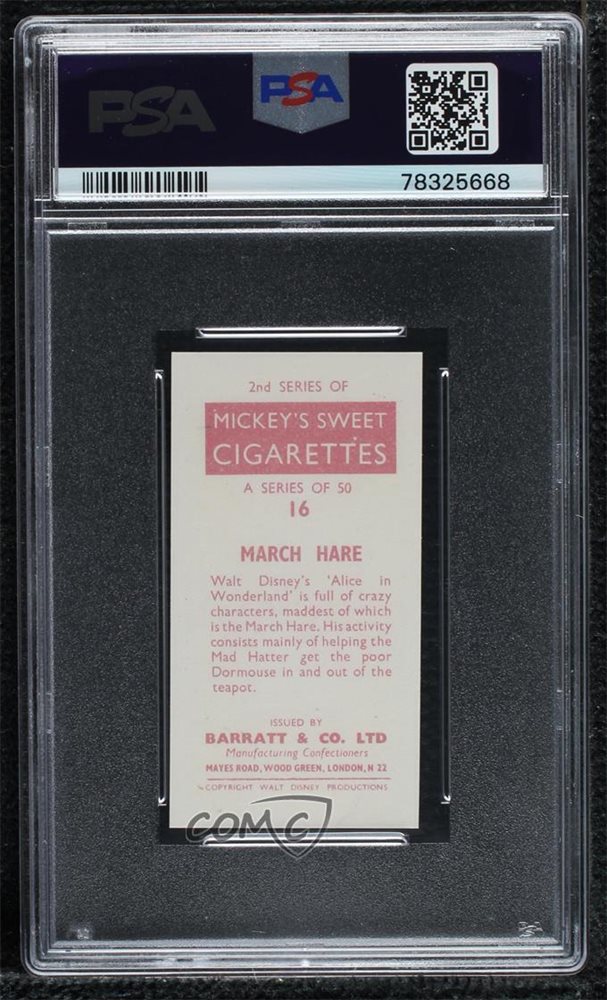 PSA
PSA
78325668
2nd SERIES OF
MICKEY'S SWEET
CIGARETTES
A SERIES OF 50
16
MARCH HARE
Walt Disney's 'Alice in
Wonderland' is full of crazy
characters, maddest of which
is the March Hare. His activity
consists mainly of helping the
Mad Hatter get the poor
Dormouse in and out of the
teapot.
ISSUED BY
BARRATT & CO. LTD
Manufacturing Confectioners
MAYES ROAD, WOOD GREEN, LONDON, N 22
COPYRIGHT WALT DISNEY PRODUCTIONS
COMC